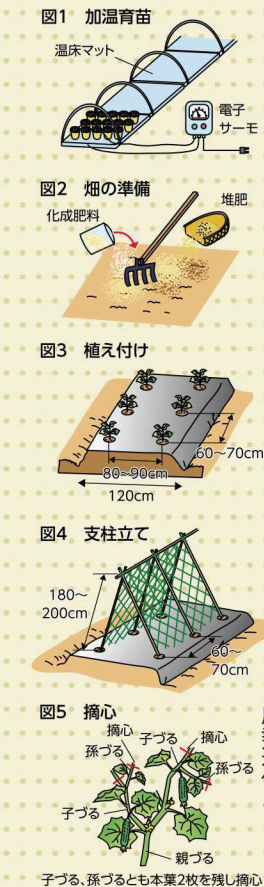 図1 加温育苗
温床マット
電子
サーモ
図2 畑の準備
化成肥料
堆肥
図3 植え付け
60~70cm
80~90cm
120cm
図4 支柱立て
180~
200cm
60~
70cm
図5 摘心
摘心
子づる
摘心
孫づる
孫づる
子づる
親づる
子づる、孫づるとも本葉2枚を残し摘心